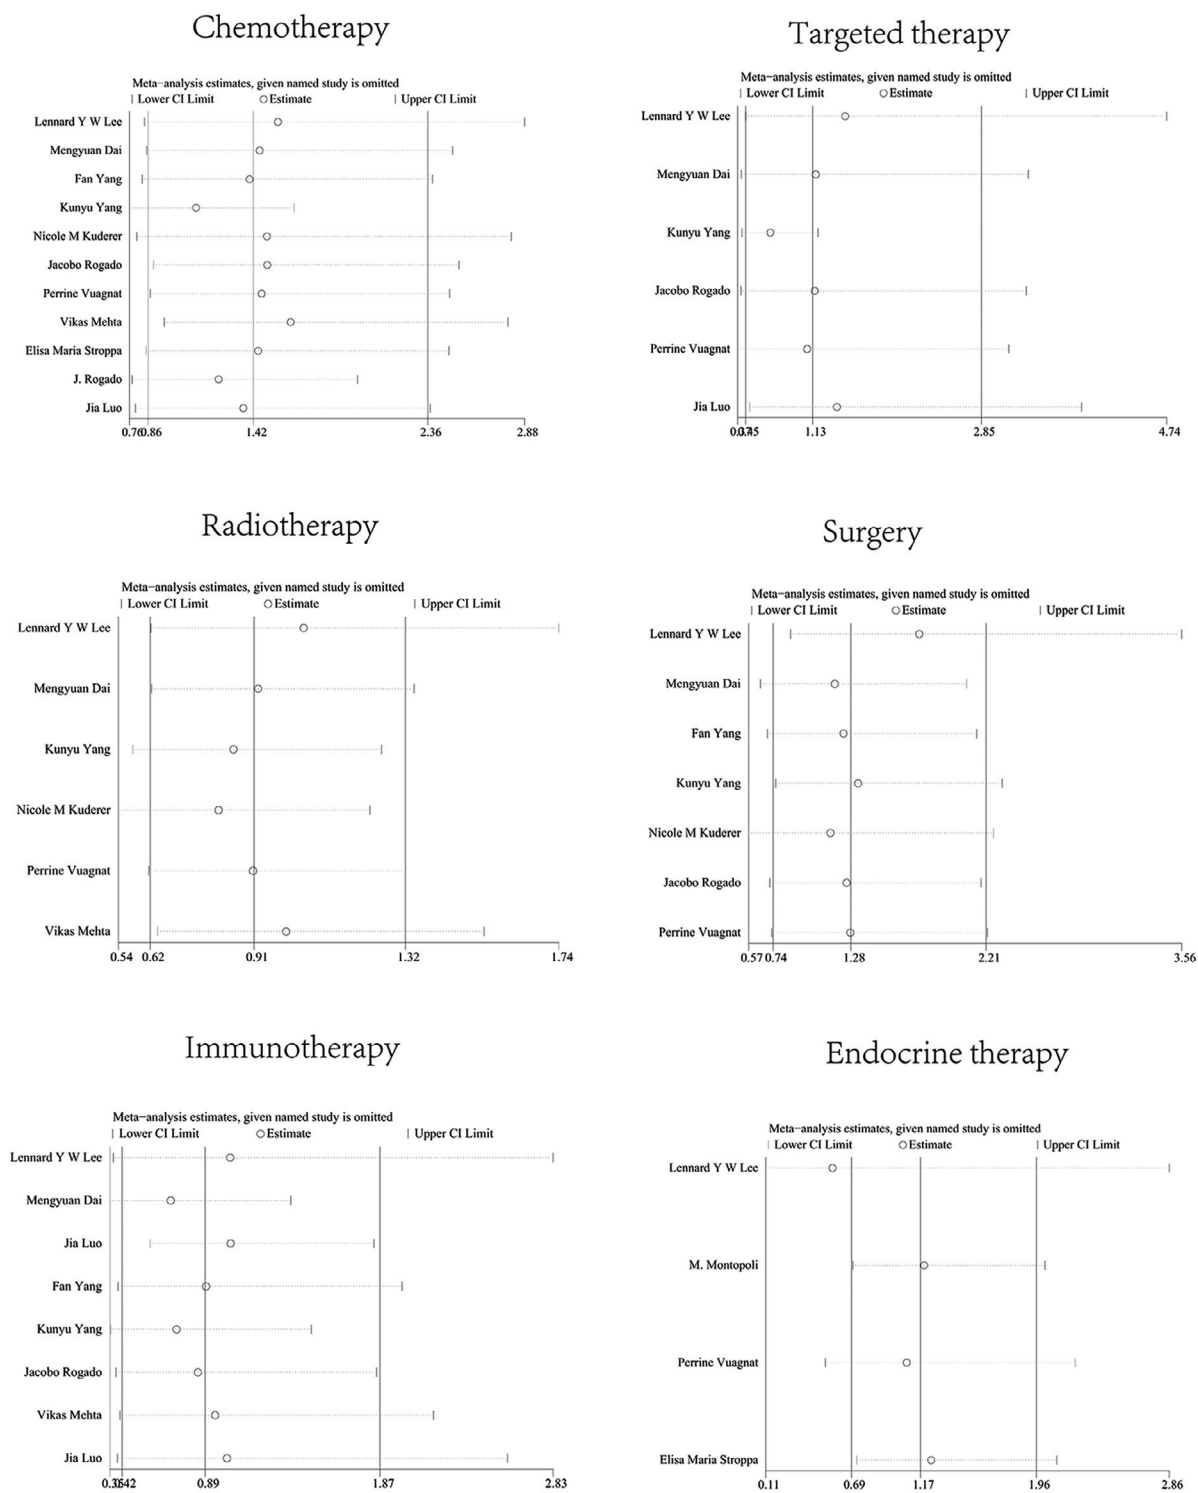 Chemotherapy
Meta-analysis estimates, given named study is omitted
Lower CI Limit Estimate Upper CI Limit
Lennard Y W Lee
Mengyuan Dai
Fan Yang
Kunyu Yang
Nicole M Kuderer
Jacobo Rogado
Perrine Vuagnat
Vikas Mehta
Elisa Maria Stroppa
J. Rogado
Jia Luo
0.86 1.42 2.36 2.88
Targeted therapy
Meta-analysis estimates, given named study is omitted
Lower CI Limit Estimate Upper CI Limit
Lennard Y W Lee
Mengyuan Dai
Kunyu Yang
Jacobo Rogado
Perrine Vuagnat
Jia Luo
1.13 2.85 4.74
Radiotherapy
Meta-analysis estimates, given named study is omitted
Lower CI Limit Estimate Upper CI Limit
Lennard Y W Lee
Mengyuan Dai
Kunyu Yang
Nicole M Kuderer
Perrine Vuagnat
Vikas Mehta
0.54 0.62 0.91 1.32 1.74
Surgery
Meta-analysis estimates, given named study is omitted
Lower CI Limit Estimate Upper CI Limit
Lennard Y W Lee
Mengyuan Dai
Fan Yang
Kunyu Yang
Nicole M Kuderer
Jacobo Rogado
Perrine Vuagnat
0.57 0.74 1.28 2.21 3.56
Immunotherapy
Meta-analysis estimates, given named study is omitted
Lower CI Limit Estimate Upper CI Limit
Lennard Y W Lee
Mengyuan Dai
Jia Luo
Fan Yang
Kunyu Yang
Jacobo Rogado
Vikas Mehta
Jia Luo
0.89 1.87 2.83
Endocrine therapy
Meta-analysis estimates, given named study is omitted
Lower CI Limit Estimate Upper CI Limit
Lennard Y W Lee
M. Montopoli
Perrine Vuagnat
Elisa Maria Stroppa
0.11 0.69 1.17 1.96 2.86